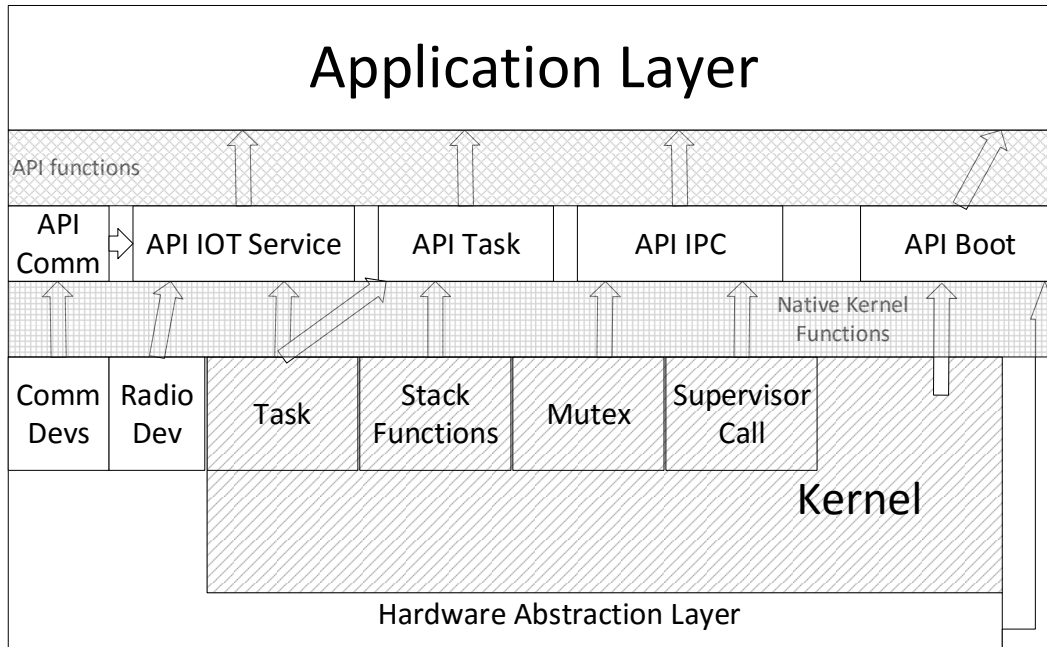 Application Layer
API functions
API
Comm
API IOT Service
API Task
API IPC
API Boot
Native Kernel
Functions
Comm
Devs
Radio
Dev
Task
Stack
Functions
Mutex
Supervisor
Call
Kernel
Hardware Abstraction Layer